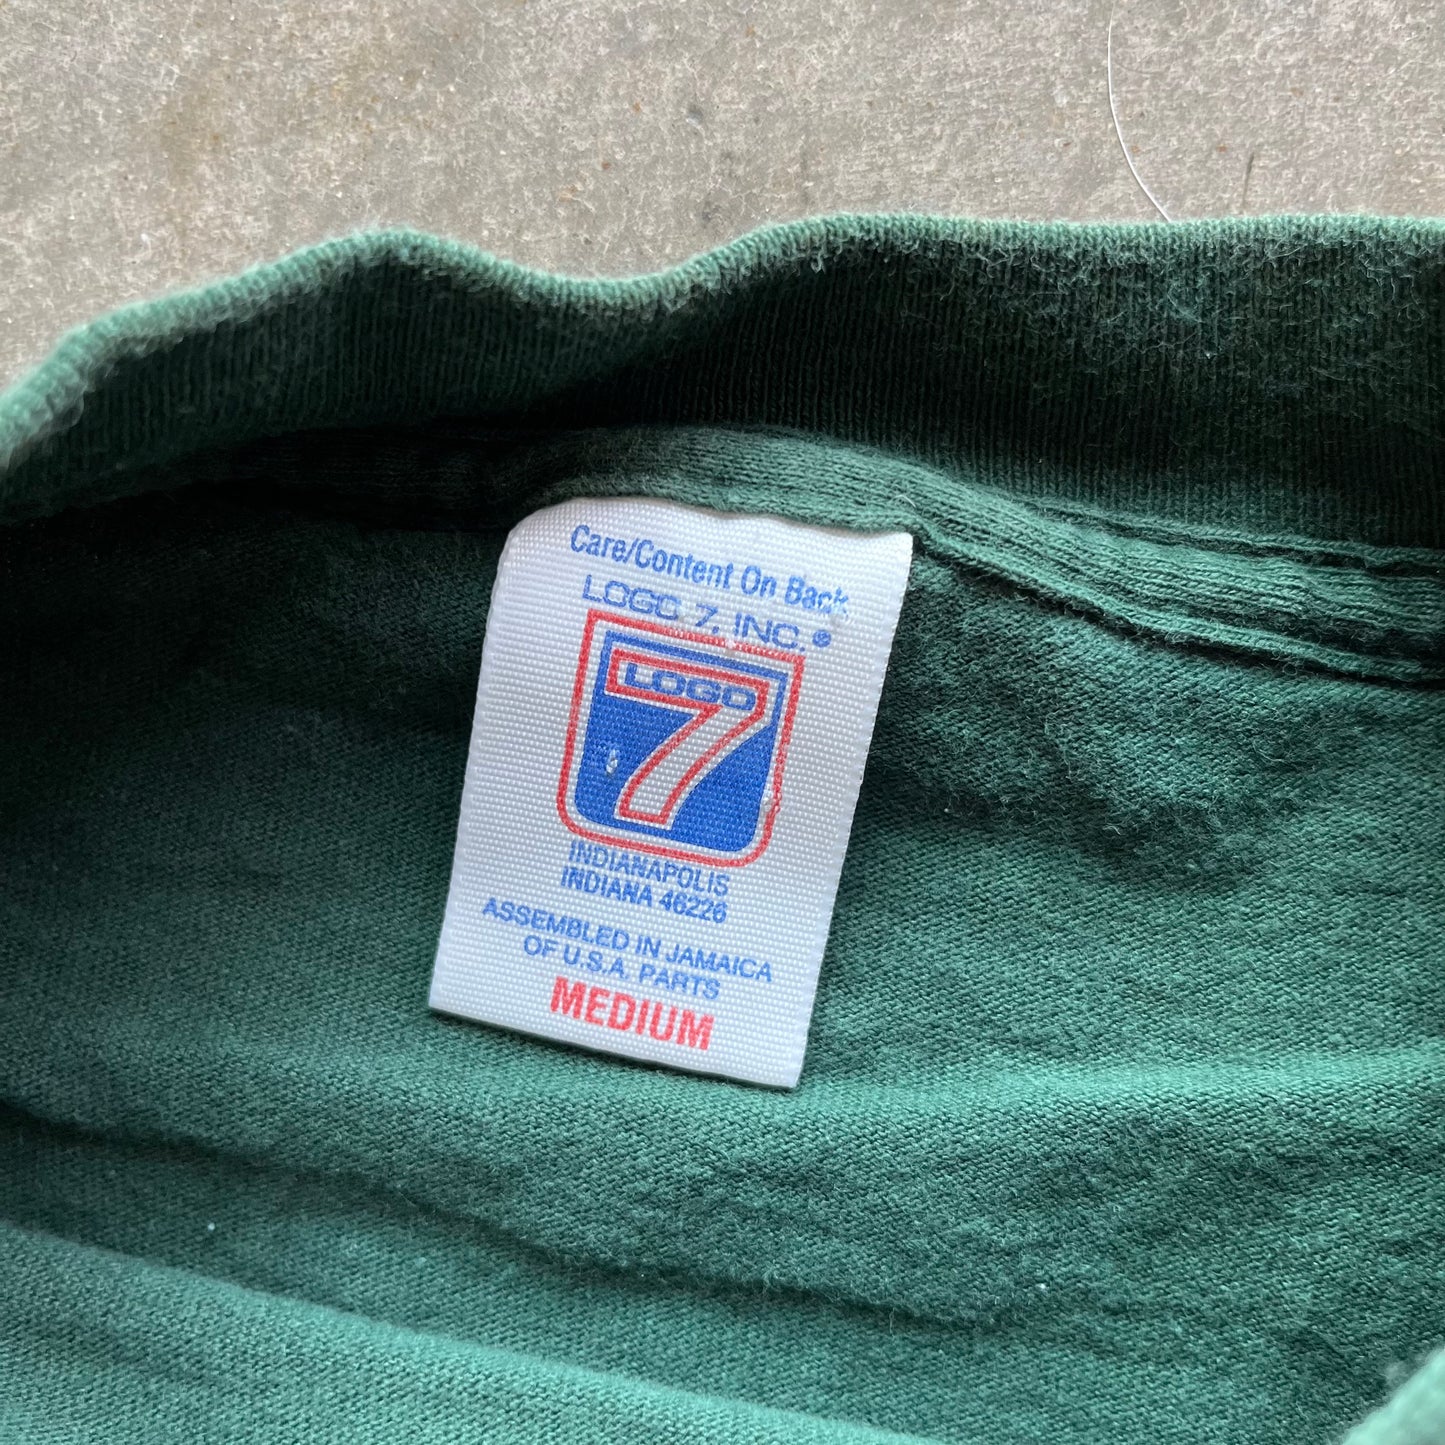 Care/Content On Back
LOGO 7, INC.®
LOGO
7
INDIANAPOLIS
INDIANA 46226
ASSEMBLED IN JAMAICA
OF U.S.A. PARTS
MEDIUM